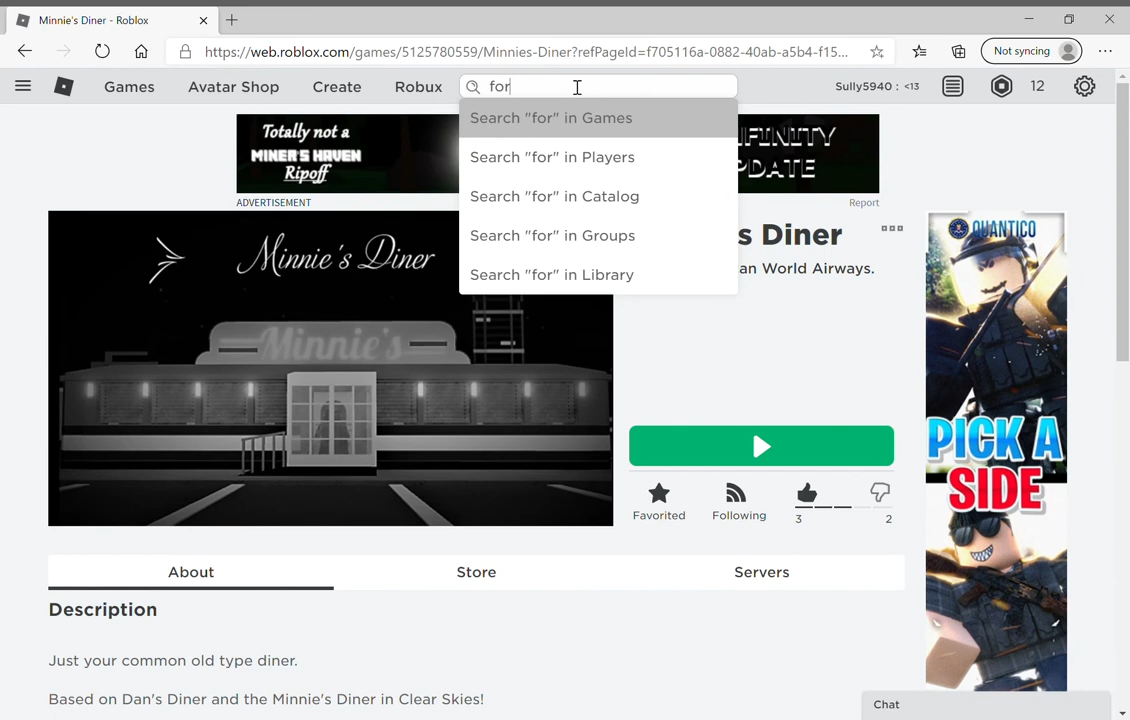 Minnie's Diner - Roblox
https://web.roblox.com/games/5125780559/Minnies-Diner?refPageId=f705116a-0882-40ab-a5b4-f15...
Not syncing
Games
Avatar Shop
Create
Robux
for
Sully5940 : <13
12
Search "for" in Games
Search "for" in Players
Search "for" in Catalog
Search "for" in Groups
Search "for" in Library
Totally not a
MINER'S HAVEN
Ripoff
UPDATE
ADVERTISEMENT
Report
Minnie's Diner
Minnie's
s Diner
an World Airways.
QUANTICO
PICK A
SIDE
Favorited
Following
3
2
About
Store
Servers
Description
Just your common old type diner.
Based on Dan's Diner and the Minnie's Diner in Clear Skies!
Chat